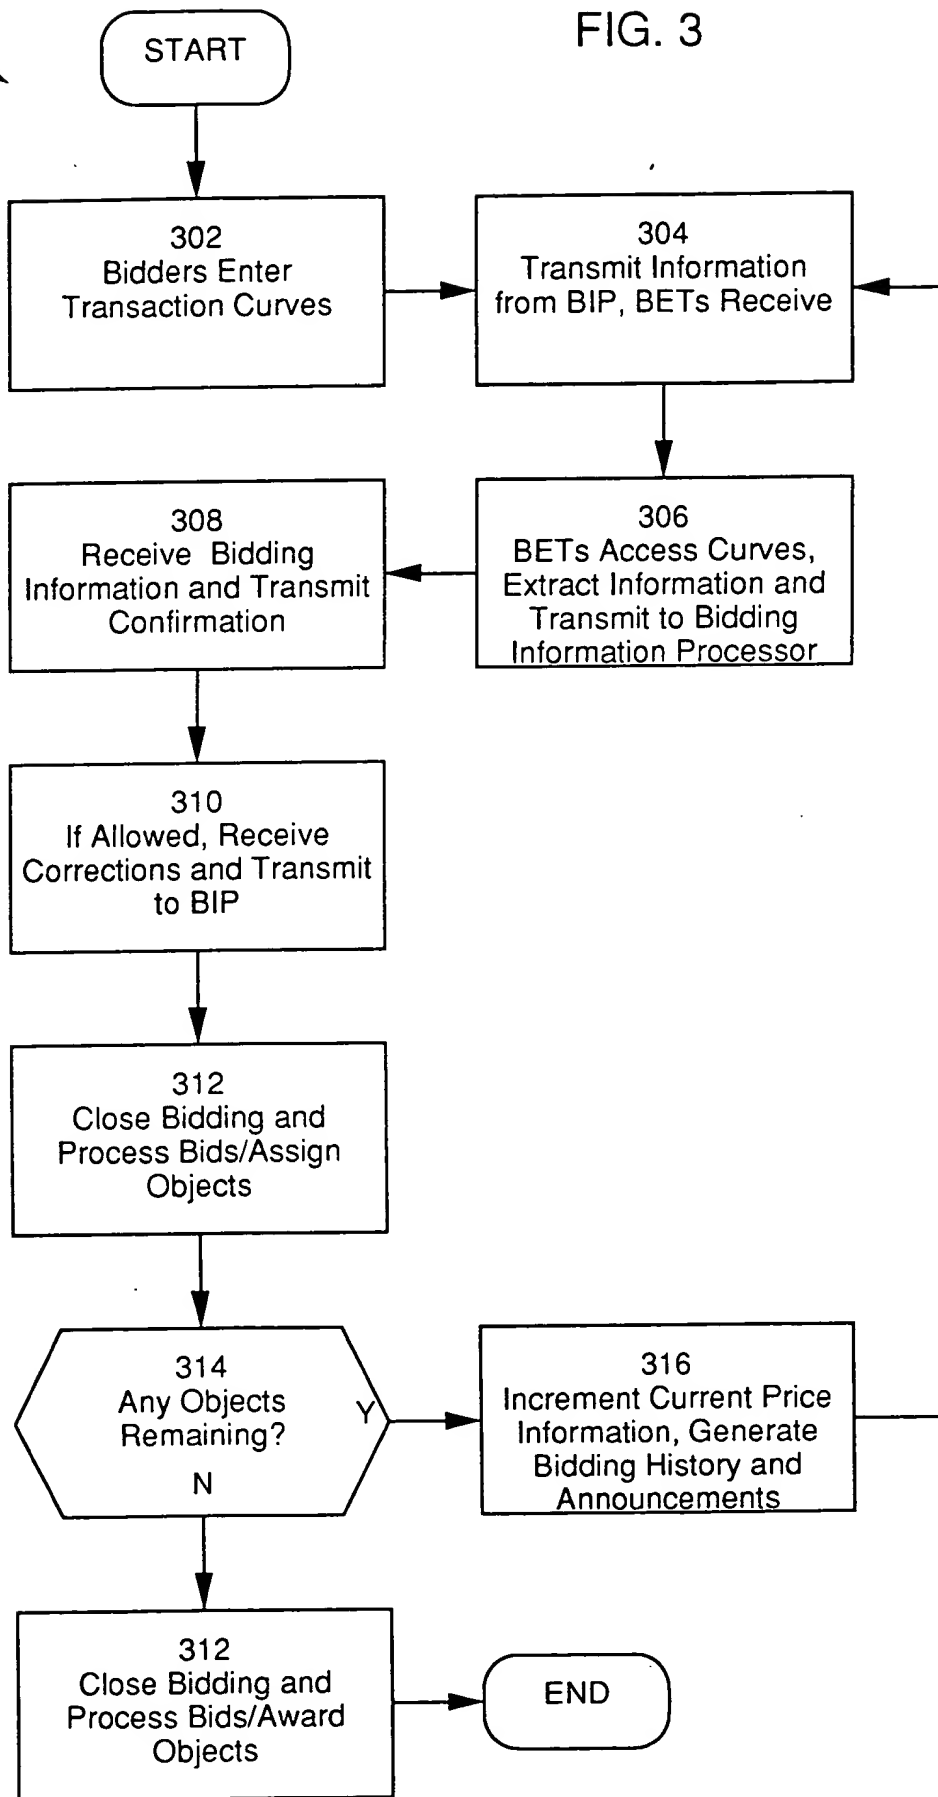 FIG. 3
START
302
Bidders Enter
Transaction Curves
304
Transmit Information
from BIP, BETs Receive
306
BETs Access Curves,
Extract Information and
Transmit to Bidding
Information Processor
308
Receive Bidding
Information and Transmit
Confirmation
310
If Allowed, Receive
Corrections and Transmit
to BIP
312
Close Bidding and
Process Bids/Assign
Objects
314
Any Objects
Remaining?
Y
N
316
Increment Current Price
Information, Generate
Bidding History and
Announcements
312
Close Bidding and
Process Bids/Award
Objects
END